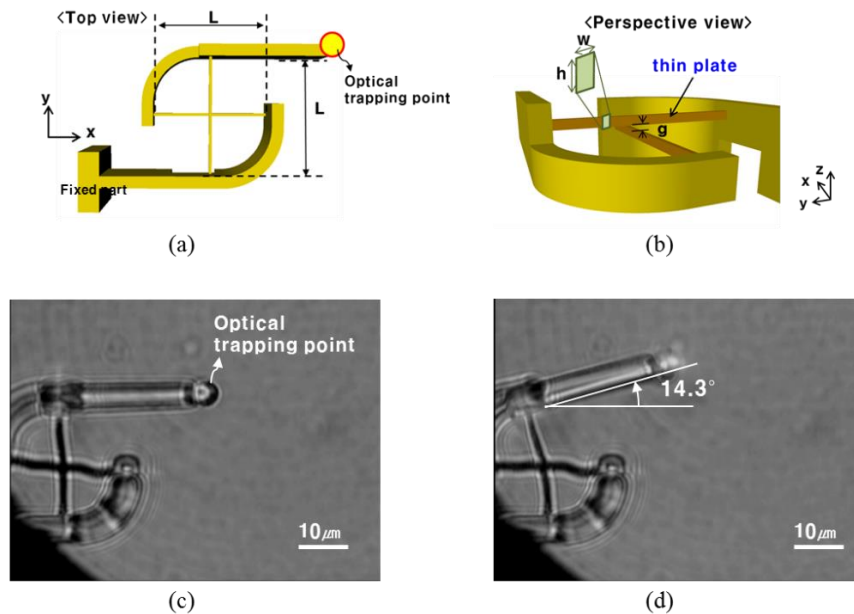 <Top view>
L
L
Optical
trapping point
y
x
Fixed part
(a)
<Perspective view>
w
h
thin plate
g
z
x
y
(b)
Optical
trapping point
10㎛
(c)
14.3°
10㎛
(d)